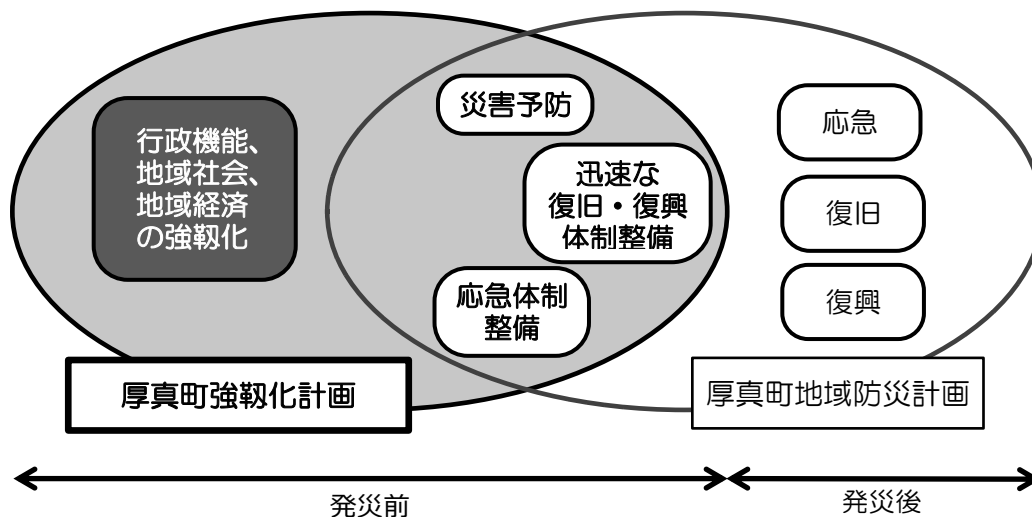 行政機能、
地域社会、
地域経済
の強靱化
災害予防
迅速な
復旧・復興
体制整備
応急体制
整備
応急
復旧
復興
厚真町強靱化計画
厚真町地域防災計画
発災前
発災後